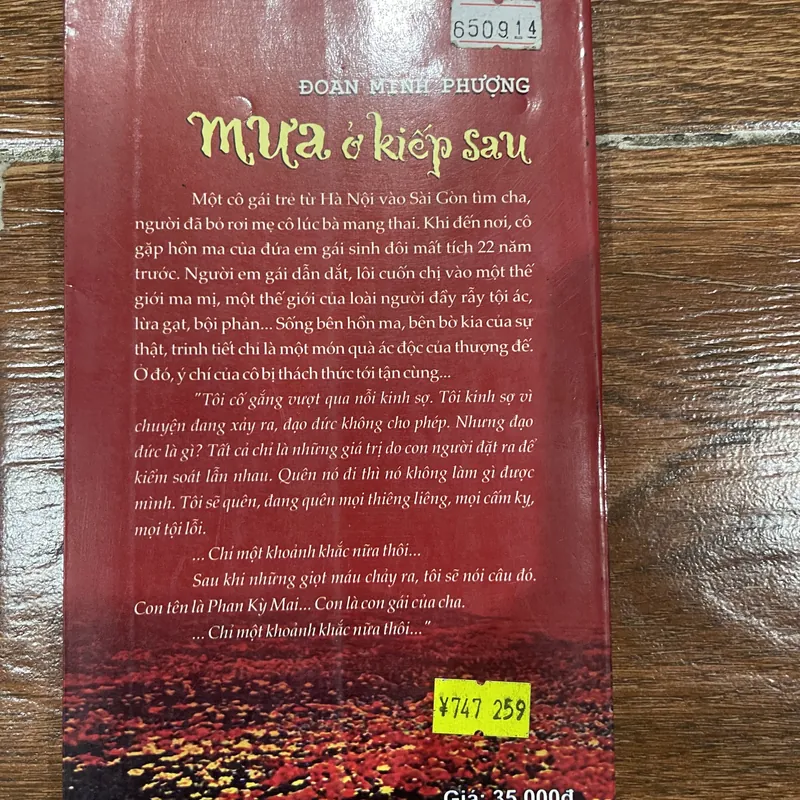 650914
ĐOÀN MINH PHƯỢNG
mưa ở kiếp sau
Một cô gái trẻ từ Hà Nội vào Sài Gòn tìm cha,
người đã bỏ rơi mẹ cô lúc bà mang thai. Khi đến nơi, cô
gặp hồn ma của đứa em gái sinh đôi mất tích 22 năm
trước. Người em gái dẫn dắt, lôi cuốn chị vào một thế
giới ma mị, một thế giới của loài người đầy rẫy tội ác,
lừa gạt, bội phản... Sống bên hồn ma, bên bờ kia của sự
thật, trinh tiết chỉ là một món quà ác độc của thượng đế.
Ở đó, ý chí của cô bị thách thức tới tận cùng...
"Tôi cố gắng vượt qua nỗi kinh sợ. Tôi kinh sợ vì
chuyện đang xảy ra, đạo đức không cho phép. Nhưng đạo
đức là gì? Tất cả chỉ là những giá trị do con người đặt ra để
kiểm soát lẫn nhau. Quên nó đi thì nó không làm gì được
mình. Tôi sẽ quên, đang quên mọi thiêng liêng, mọi cấm kỵ,
mọi tội lỗi.
... Chỉ một khoảnh khắc nữa thôi...
Sau khi những giọt máu chảy ra, tôi sẽ nói câu đó.
Con tên là Phan Kỳ Mai... Con là con gái của cha.
... Chỉ một khoảnh khắc nữa thôi..."
¥747 259
Giá: 35.000đ